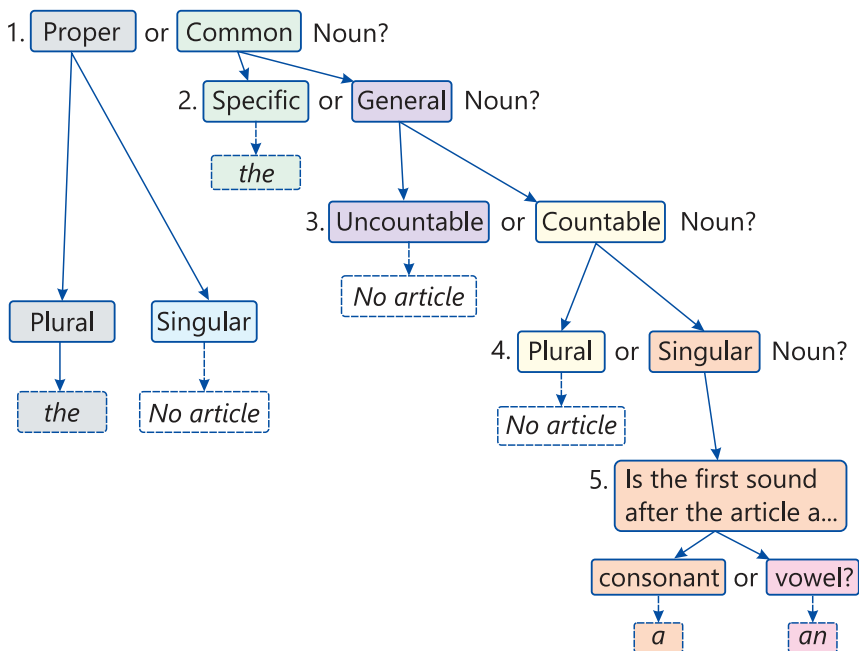 1. Proper or Common Noun?
2. Specific or General Noun?
the
3. Uncountable or Countable Noun?
No article
Plural Singular
4. Plural or Singular Noun?
the No article
No article
5. Is the first sound
after the article a...
consonant or vowel?
a an